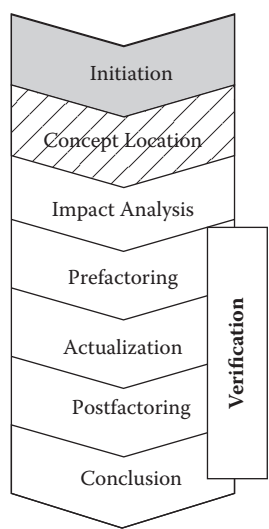 Initiation
Concept Location
Impact Analysis
Prefactoring
Actualization
Postfactoring
Conclusion
Verification